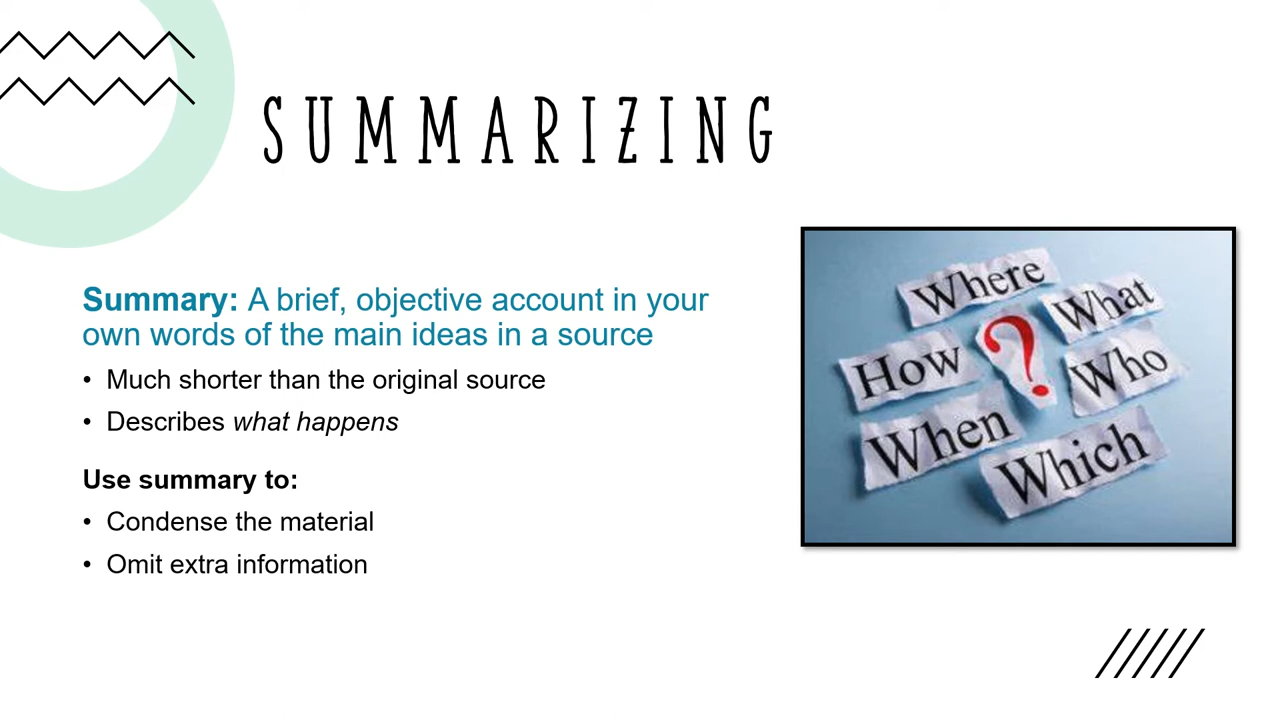 SUMMARIZING
Summary: A brief, objective account in your
own words of the main ideas in a source
• Much shorter than the original source
• Describes what happens
Use summary to:
• Condense the material
• Omit extra information
Where
What
How
?
Who
When
Which